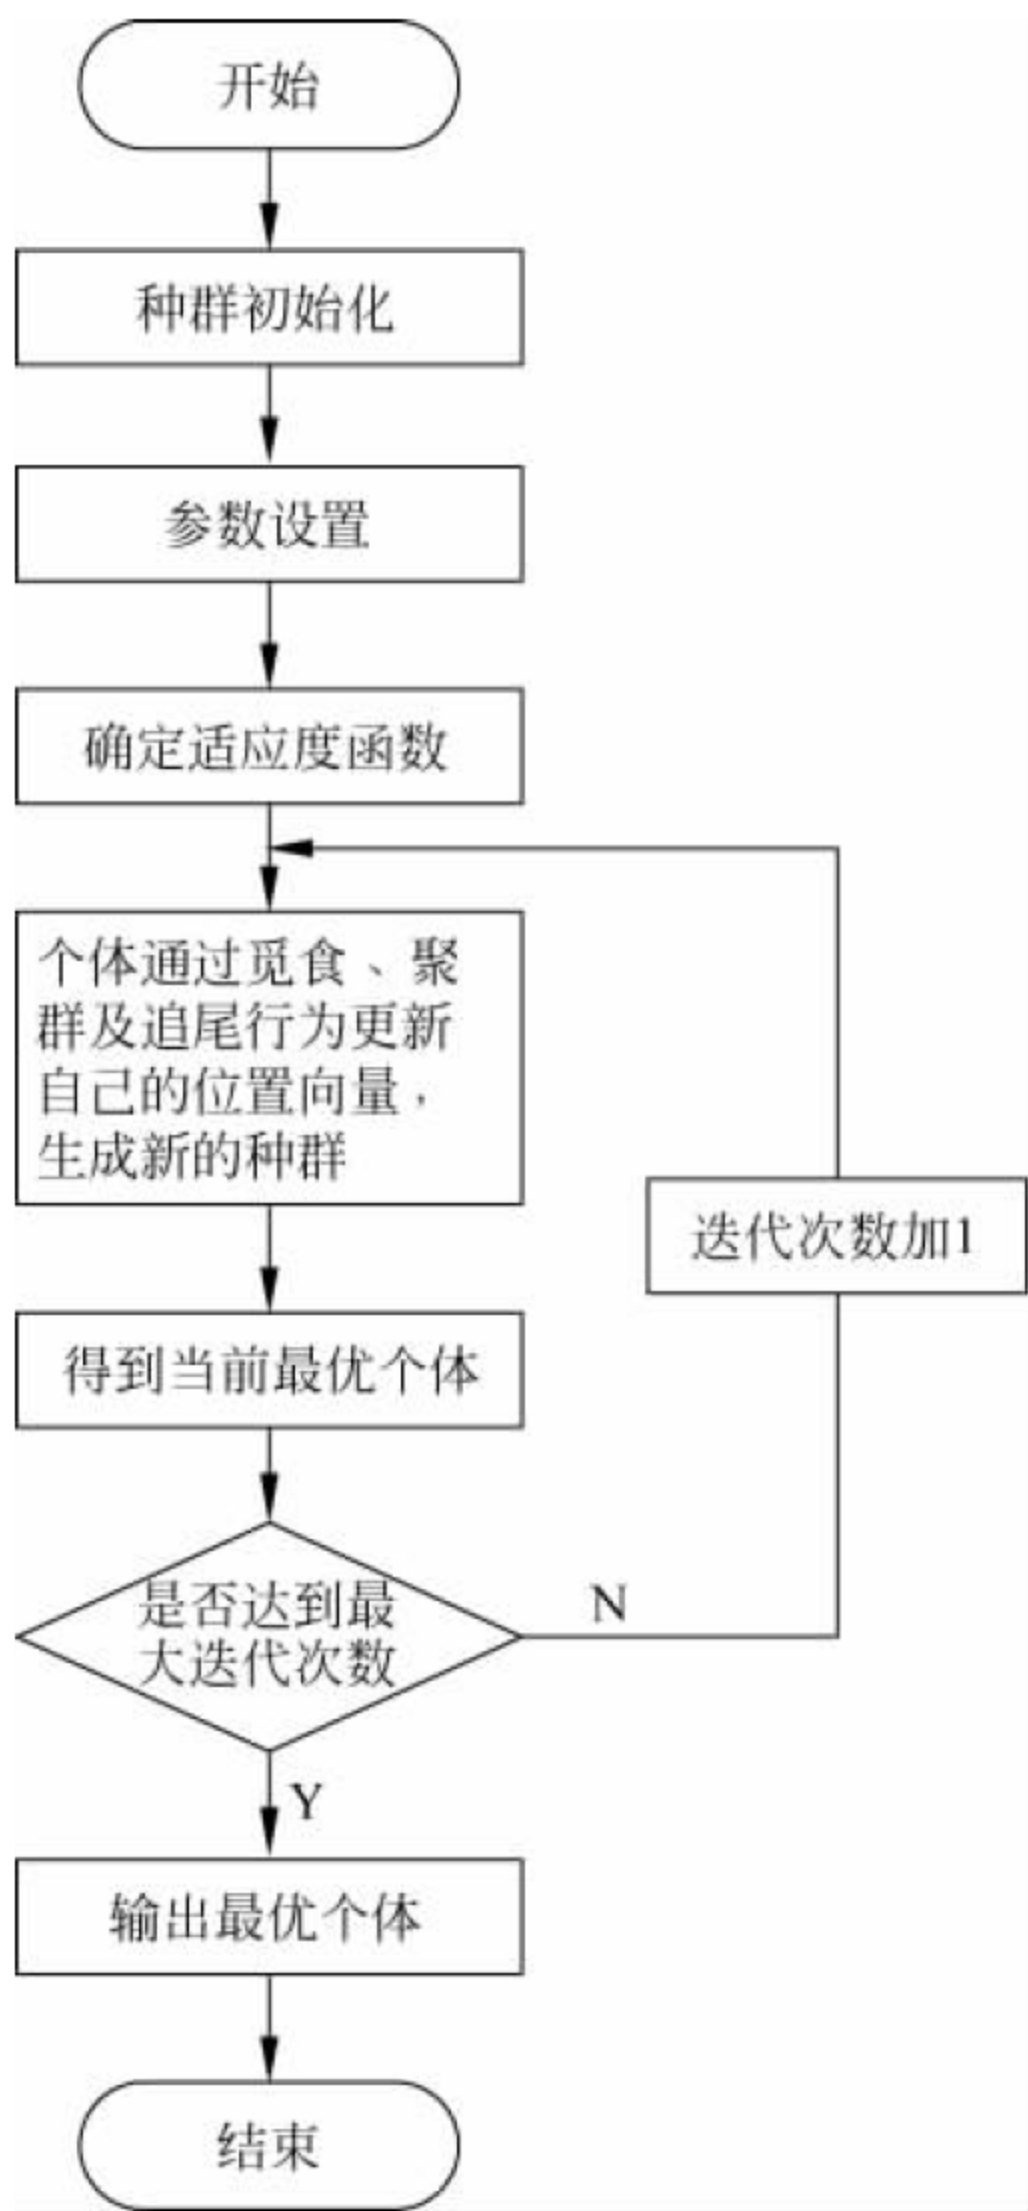 开始
种群初始化
参数设置
确定适应度函数
个体通过觅食、聚
群及追尾行为更新
自己的位置向量,
生成新的种群
迭代次数加1
得到当前最优个体
是否达到最
大迭代次数
N
Y
输出最优个体
结束